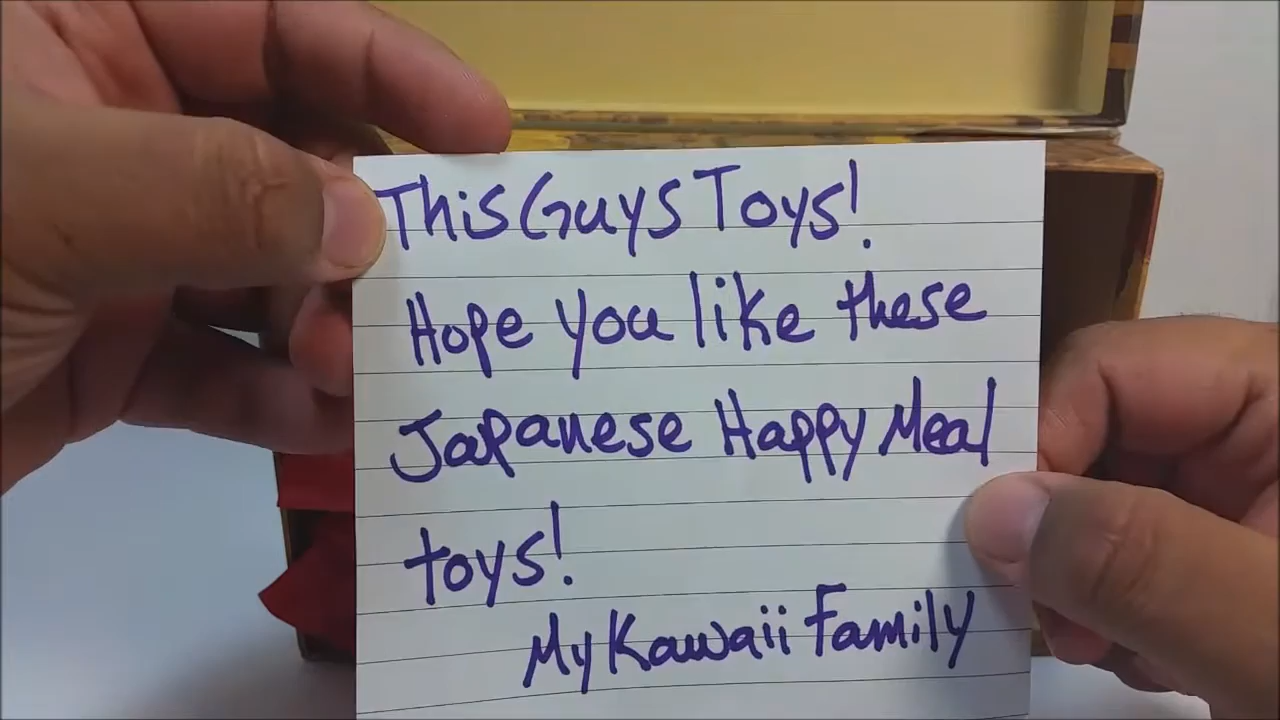 This Guys Toys!
Hope you like these
Japanese Happy Meal
toys!
My Kawaii Family